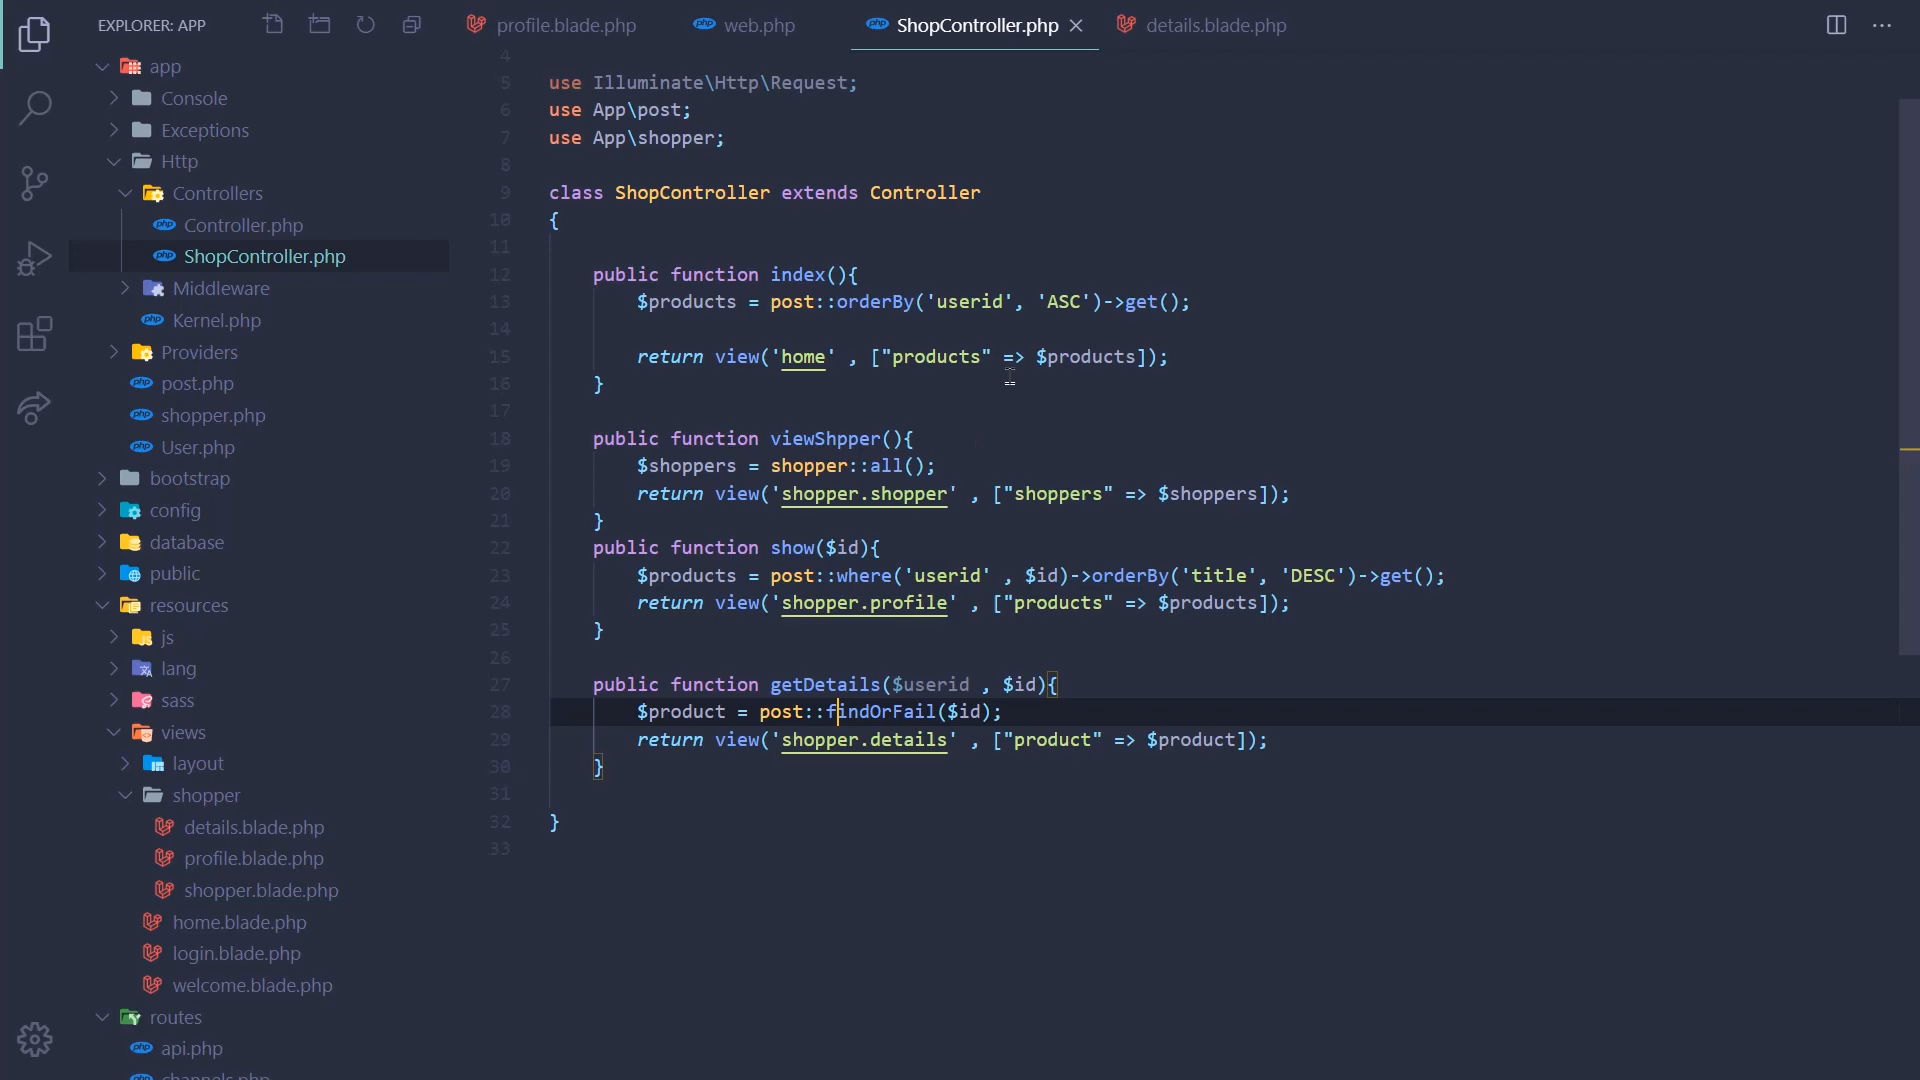 EXPLORER: APP
app
Console
Exceptions
Http
Controllers
Controller.php
ShopController.php
Middleware
Kernel.php
Providers
post.php
shopper.php
User.php
bootstrap
config
database
public
resources
js
lang
sass
views
layout
shopper
details.blade.php
profile.blade.php
shopper.blade.php
home.blade.php
login.blade.php
welcome.blade.php
routes
api.php
channels.php
profile.blade.php
web.php
ShopController.php
details.blade.php
4
5 use Illuminate\Http\Request;
6 use App\post;
7 use App\shopper;
8
9 class ShopController extends Controller
10 {
11
12 public function index(){
13 $products = post::orderBy('userid', 'ASC')->get();
14
15 return view('home' , ["products" => $products]);
16 }
17
18 public function viewShpper(){
19 $shoppers = shopper::all();
20 return view('shopper.shopper' , ["shoppers" => $shoppers]);
21 }
22 public function show($id){
23 $products = post::where('userid' , $id)->orderBy('title', 'DESC')->get();
24 return view('shopper.profile' , ["products" => $products]);
25 }
26
27 public function getDetails($userid , $id){
28 $product = post::findOrFail($id);
29 return view('shopper.details' , ["product" => $product]);
30 }
31
32 }
33